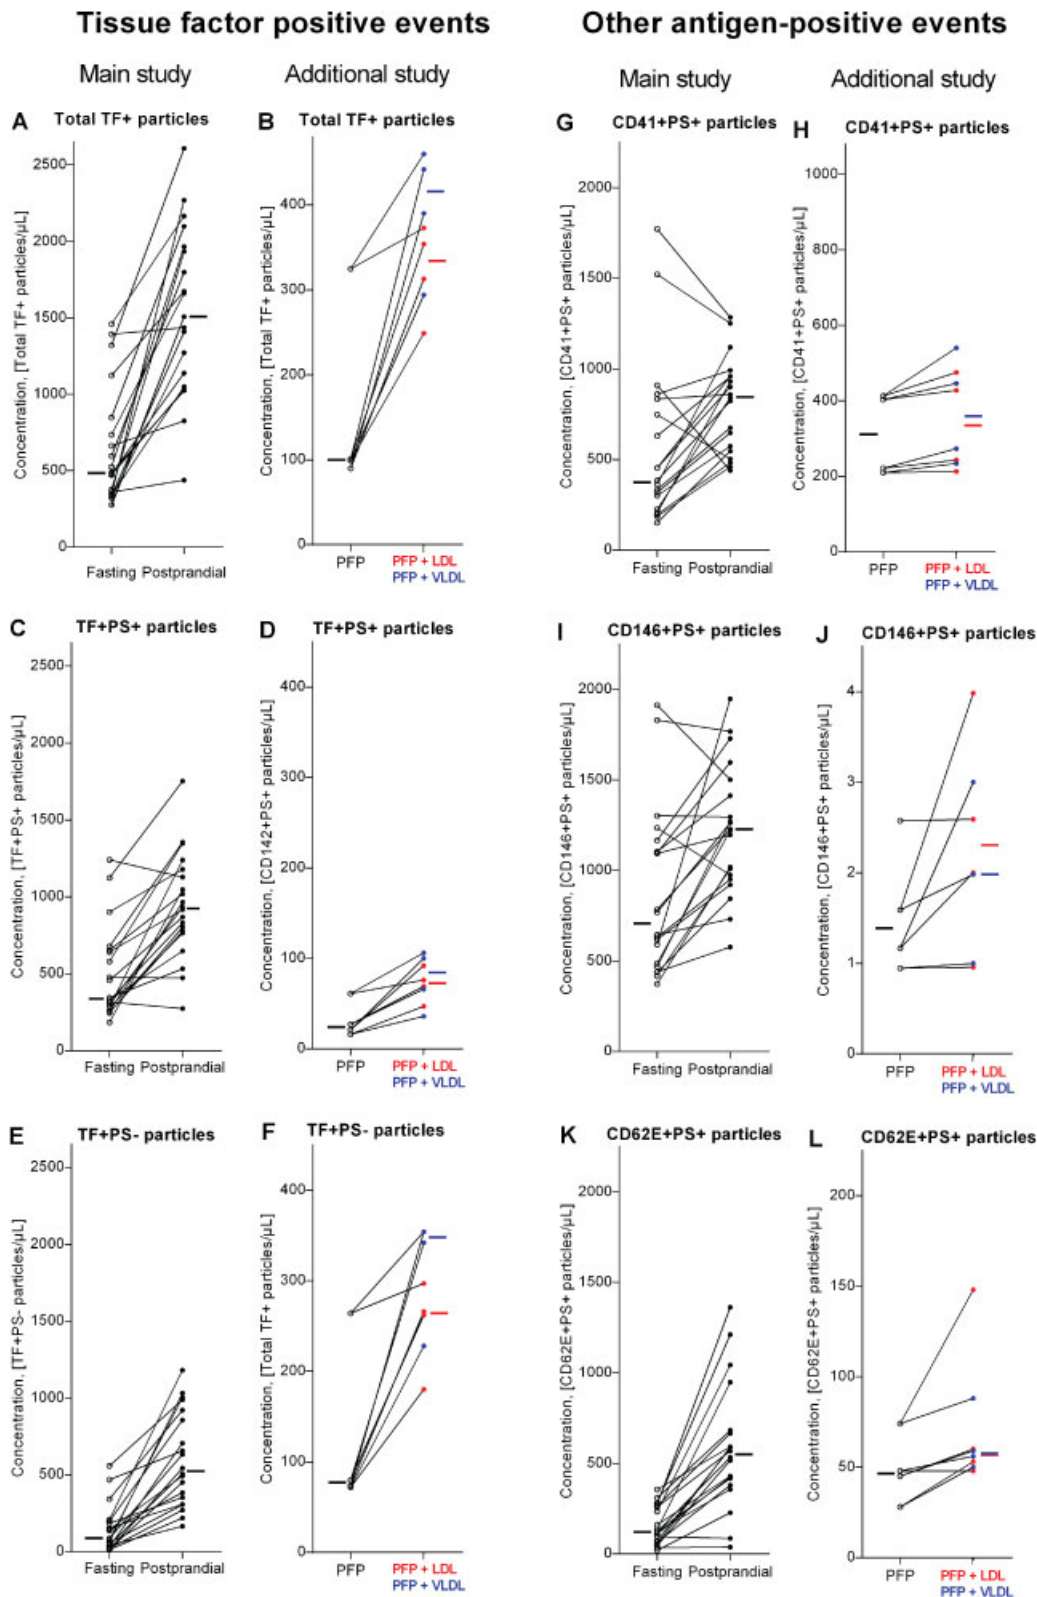 Tissue factor positive events
Other antigen-positive events
Main study
Additional study
Main study
Additional study
A
Total TF+ particles
Concentration, [Total TF+ particles/µL]
2500
2000
1500
1000
500
0
Fasting Postprandial
B
Total TF+ particles
Concentration, [Total TF+ particles/µL]
400
300
200
100
0
PFP
PFP + LDL
PFP + VLDL
G
CD41+PS+ particles
Concentration, [CD41+PS+ particles/µL]
2000
1500
1000
500
0
Fasting Postprandial
H
CD41+PS+ particles
Concentration, [CD41+PS+ particles/µL]
1000
800
600
400
200
0
PFP
PFP + LDL
PFP + VLDL
C
TF+PS+ particles
Concentration, [TF+PS+ particles/µL]
2500
2000
1500
1000
500
0
Fasting Postprandial
D
TF+PS+ particles
Concentration, [CD142+PS+ particles/µL]
400
300
200
100
0
PFP
PFP + LDL
PFP + VLDL
I
CD146+PS+ particles
Concentration, [CD146+PS+ particles/µL]
2000
1500
1000
500
0
Fasting Postprandial
J
CD146+PS+ particles
Concentration, [CD146+PS+ particles/µL]
4
3
2
1
0
PFP
PFP + LDL
PFP + VLDL
E
TF+PS- particles
Concentration, [TF+PS- particles/µL]
2500
2000
1500
1000
500
0
Fasting Postprandial
F
TF+PS- particles
Concentration, [Total TF+ particles/µL]
400
300
200
100
0
PFP
PFP + LDL
PFP + VLDL
K
CD62E+PS+ particles
Concentration, [CD62E+PS+ particles/µL]
2000
1500
1000
500
0
Fasting Postprandial
L
CD62E+PS+ particles
Concentration, [CD62E+PS+ particles/µL]
200
150
100
50
0
PFP
PFP + LDL
PFP + VLDL